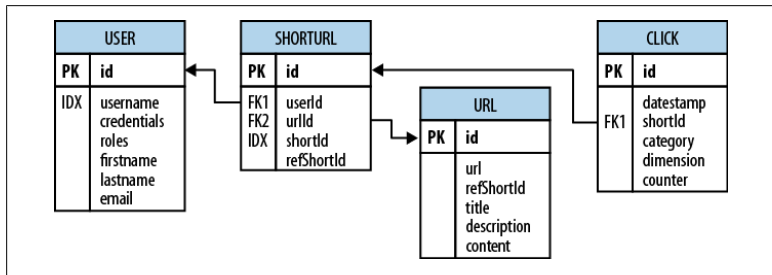 USER
PK id
IDX username
credentials
roles
firstname
lastname
email
SHORTURL
PK id
FK1 userId
FK2 urlId
IDX shortId
refShortId
URL
PK id
url
refShortId
title
description
content
CLICK
PK id
datestamp
FK1 shortId
category
dimension
counter